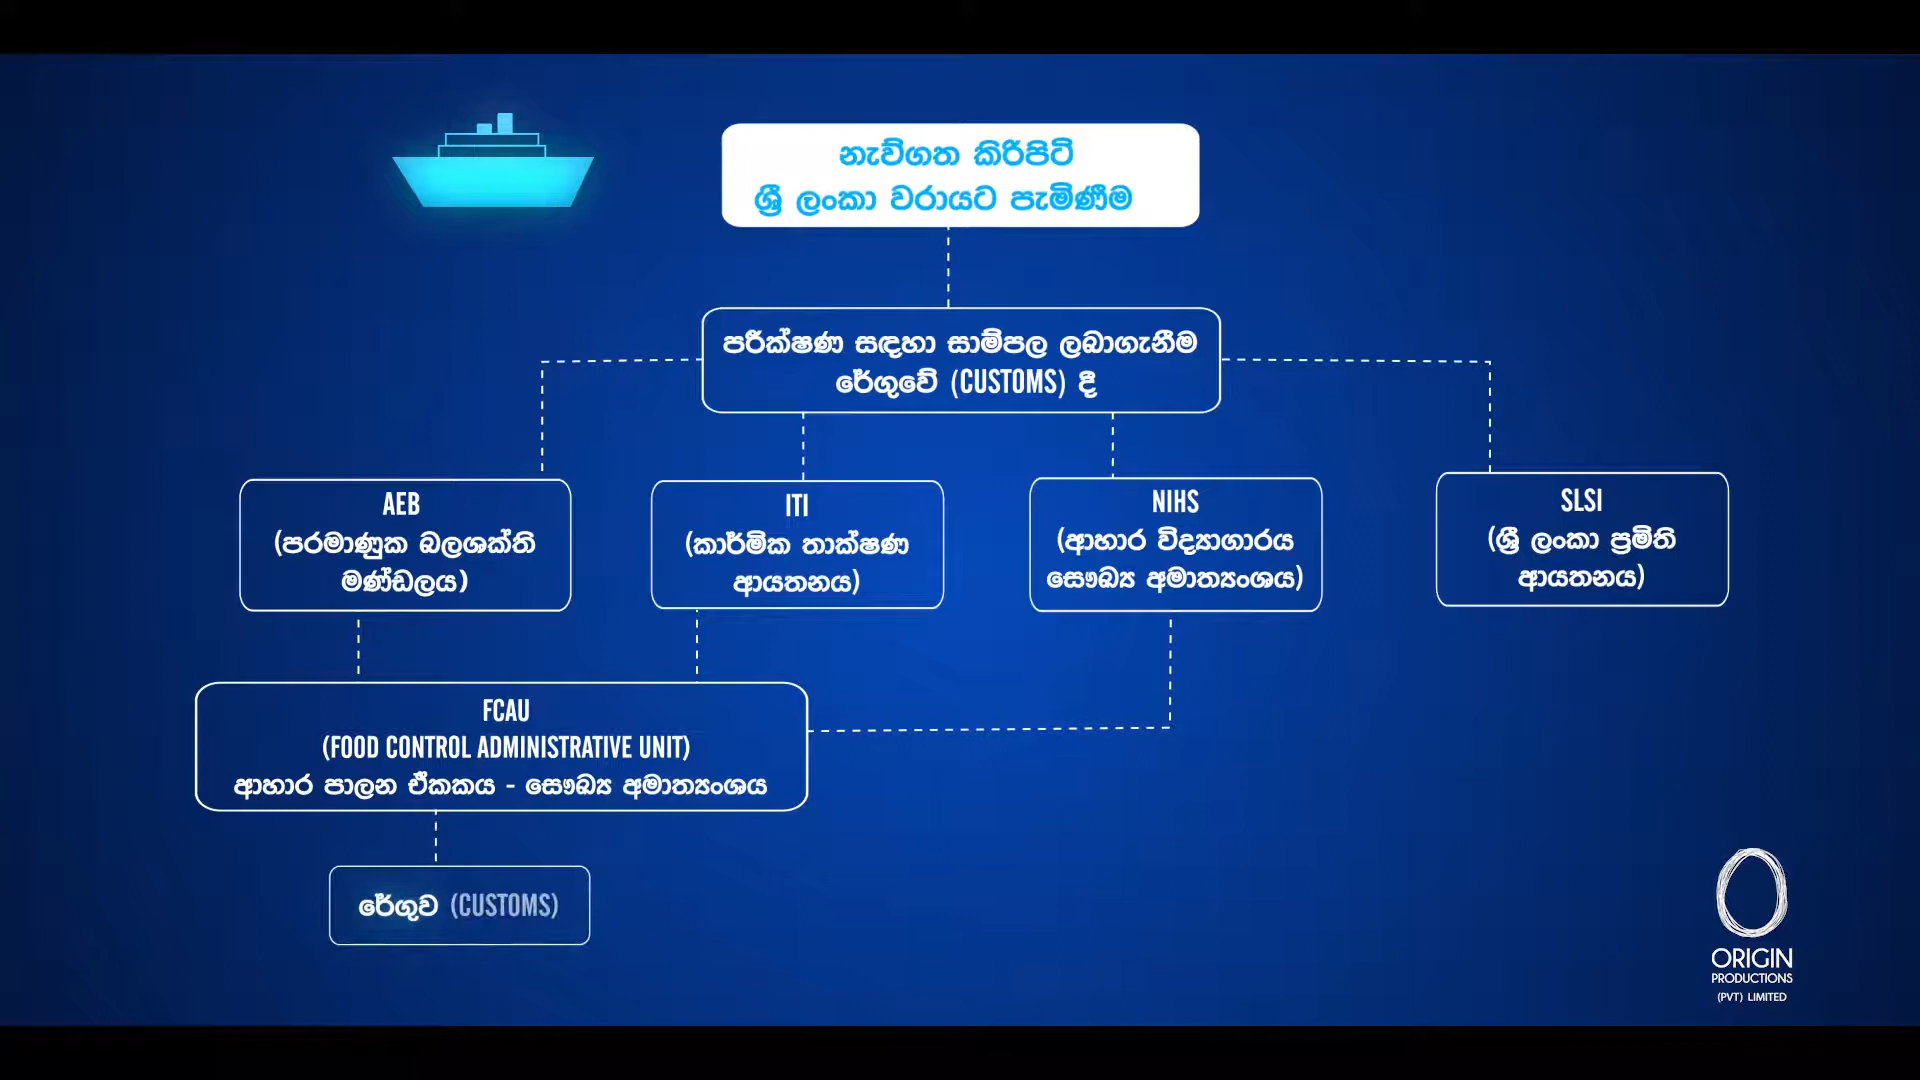 නැව්ගත කිරිපිටි
ශ්‍රී ලංකා වරායට පැමිණීම
පරීක්ෂණ සඳහා සාම්පල ලබාගැනීම
රේගුවේ (CUSTOMS) දී
AEB
(පරමාණුක බලශක්ති
මණ්ඩලය)
ITI
(කාර්මික තාක්ෂණ
ආයතනය)
NIHS
(ආහාර විද්‍යාගාරය
සෞඛ්‍ය අමාත්‍යංශය)
SLSI
(ශ්‍රී ලංකා ප්‍රමිති
ආයතනය)
FCAU
(FOOD CONTROL ADMINISTRATIVE UNIT)
ආහාර පාලන ඒකකය - සෞඛ්‍ය අමාත්‍යංශය
රේගුව (CUSTOMS)
ORIGIN
PRODUCTIONS
(PVT) LIMITED